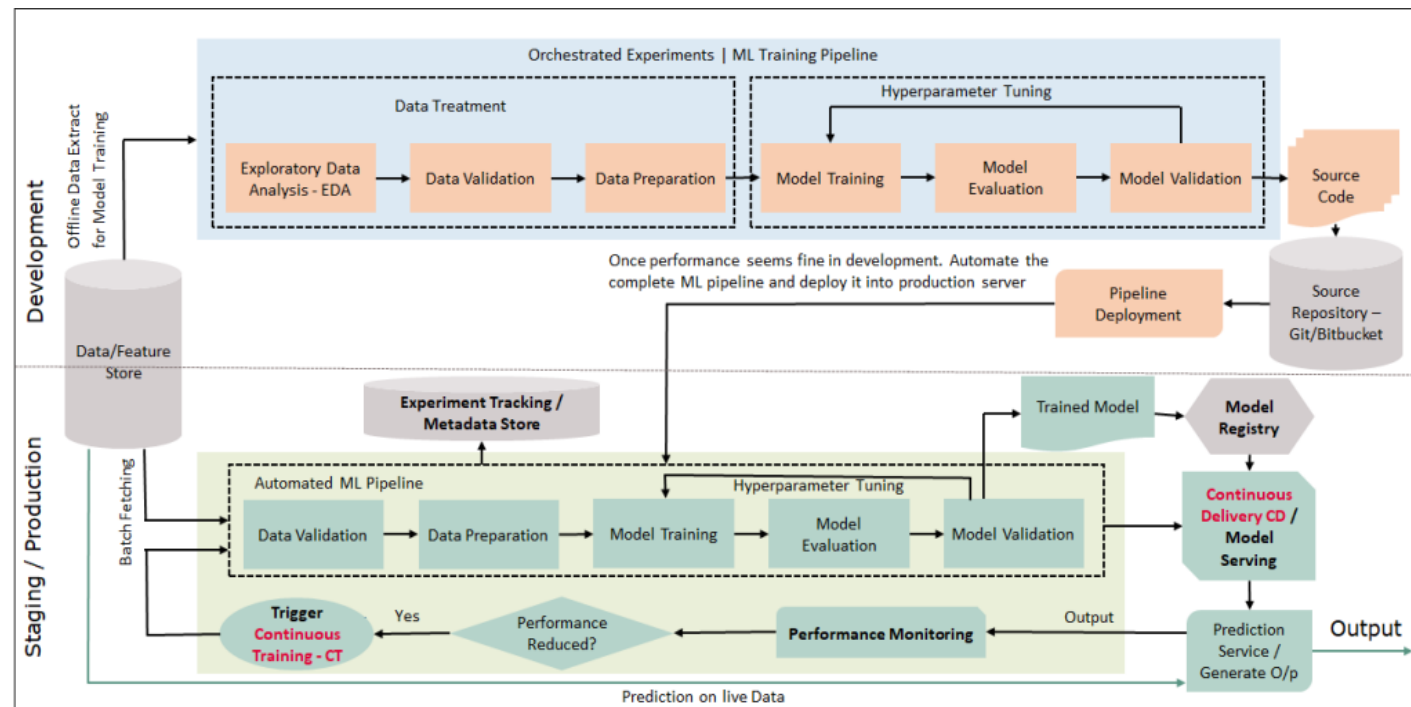 Orchestrated Experiments | ML Training Pipeline
Data Treatment
Hyperparameter Tuning
Offline Data Extract
for Model Training
Development
Exploratory Data
Analysis - EDA
Data Validation
Data Preparation
Model Training
Model
Evaluation
Model Validation
Source
Code
Once performance seems fine in development. Automate the
complete ML pipeline and deploy it into production server
Pipeline
Deployment
Source
Repository –
Git/Bitbucket
Data/Feature
Store
Staging / Production
Experiment Tracking /
Metadata Store
Trained Model
Model
Registry
Batch Fetching
Automated ML Pipeline
Hyperparameter Tuning
Data Validation
Data Preparation
Model Training
Model
Evaluation
Model Validation
Continuous
Delivery CD /
Model
Serving
Trigger
Continuous
Training - CT
Yes
Performance
Reduced?
Performance Monitoring
Output
Prediction
Service /
Generate O/p
Output
Prediction on live Data